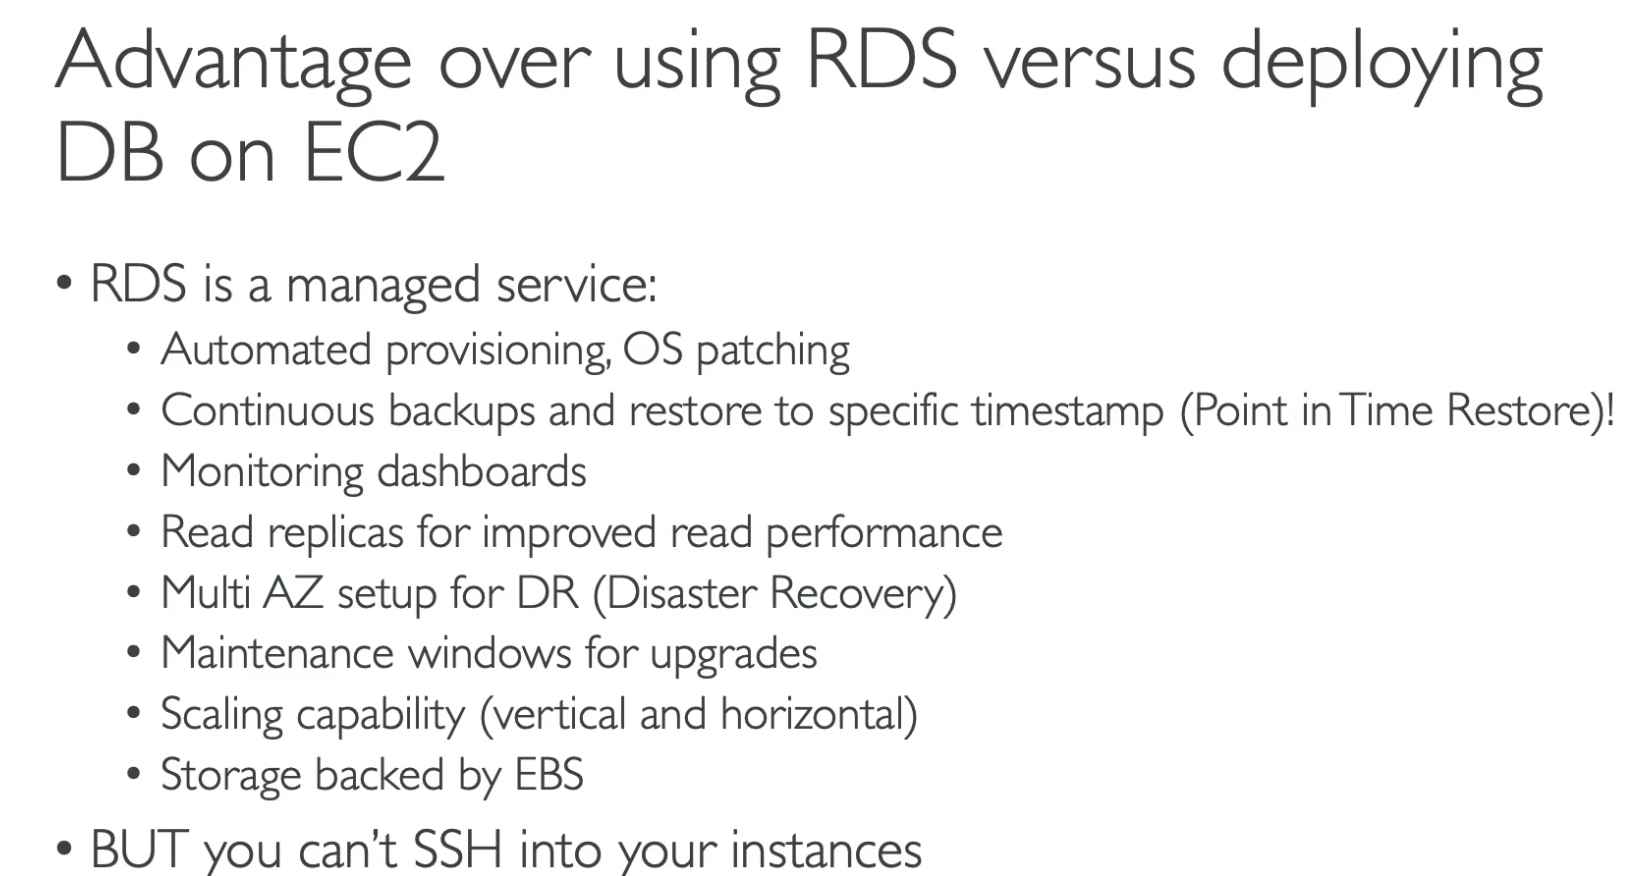 Advantage over using RDS versus deploying
DB on EC2
• RDS is a managed service:
• Automated provisioning, OS patching
• Continuous backups and restore to specific timestamp (Point in Time Restore)!
• Monitoring dashboards
• Read replicas for improved read performance
• Multi AZ setup for DR (Disaster Recovery)
• Maintenance windows for upgrades
• Scaling capability (vertical and horizontal)
• Storage backed by EBS
• BUT you can't SSH into your instances